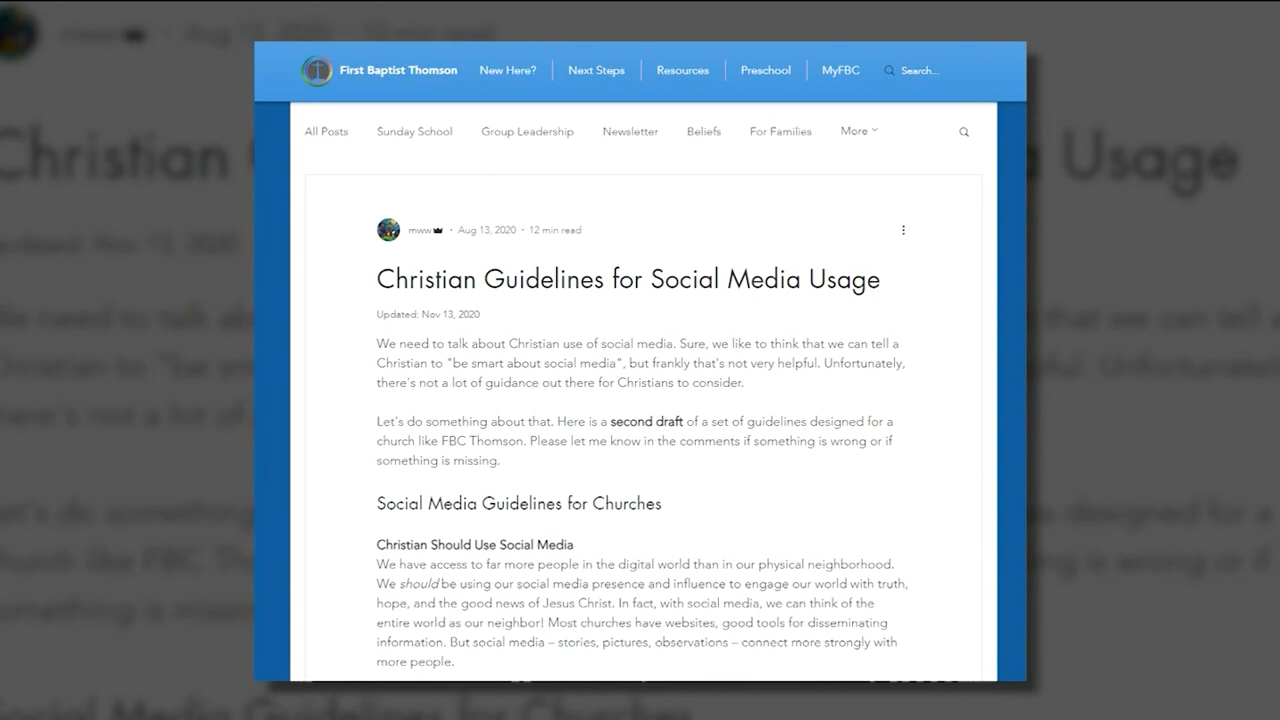 First Baptist Thomson New Here? Next Steps Resources Preschool MyFBC Search...
All Posts Sunday School Group Leadership Newsletter Beliefs For Families More
mww · Aug 13, 2020 · 12 min read
Christian Guidelines for Social Media Usage
Updated: Nov 13, 2020
We need to talk about Christian use of social media. Sure, we like to think that we can tell a
Christian to "be smart about social media", but frankly that's not very helpful. Unfortunately,
there's not a lot of guidance out there for Christians to consider.
Let's do something about that. Here is a second draft of a set of guidelines designed for a
church like FBC Thomson. Please let me know in the comments if something is wrong or if
something is missing.
Social Media Guidelines for Churches
Christian Should Use Social Media
We have access to far more people in the digital world than in our physical neighborhood.
We should be using our social media presence and influence to engage our world with truth,
hope, and the good news of Jesus Christ. In fact, with social media, we can think of the
entire world as our neighbor! Most churches have websites, good tools for disseminating
information. But social media – stories, pictures, observations – connect more strongly with
more people.